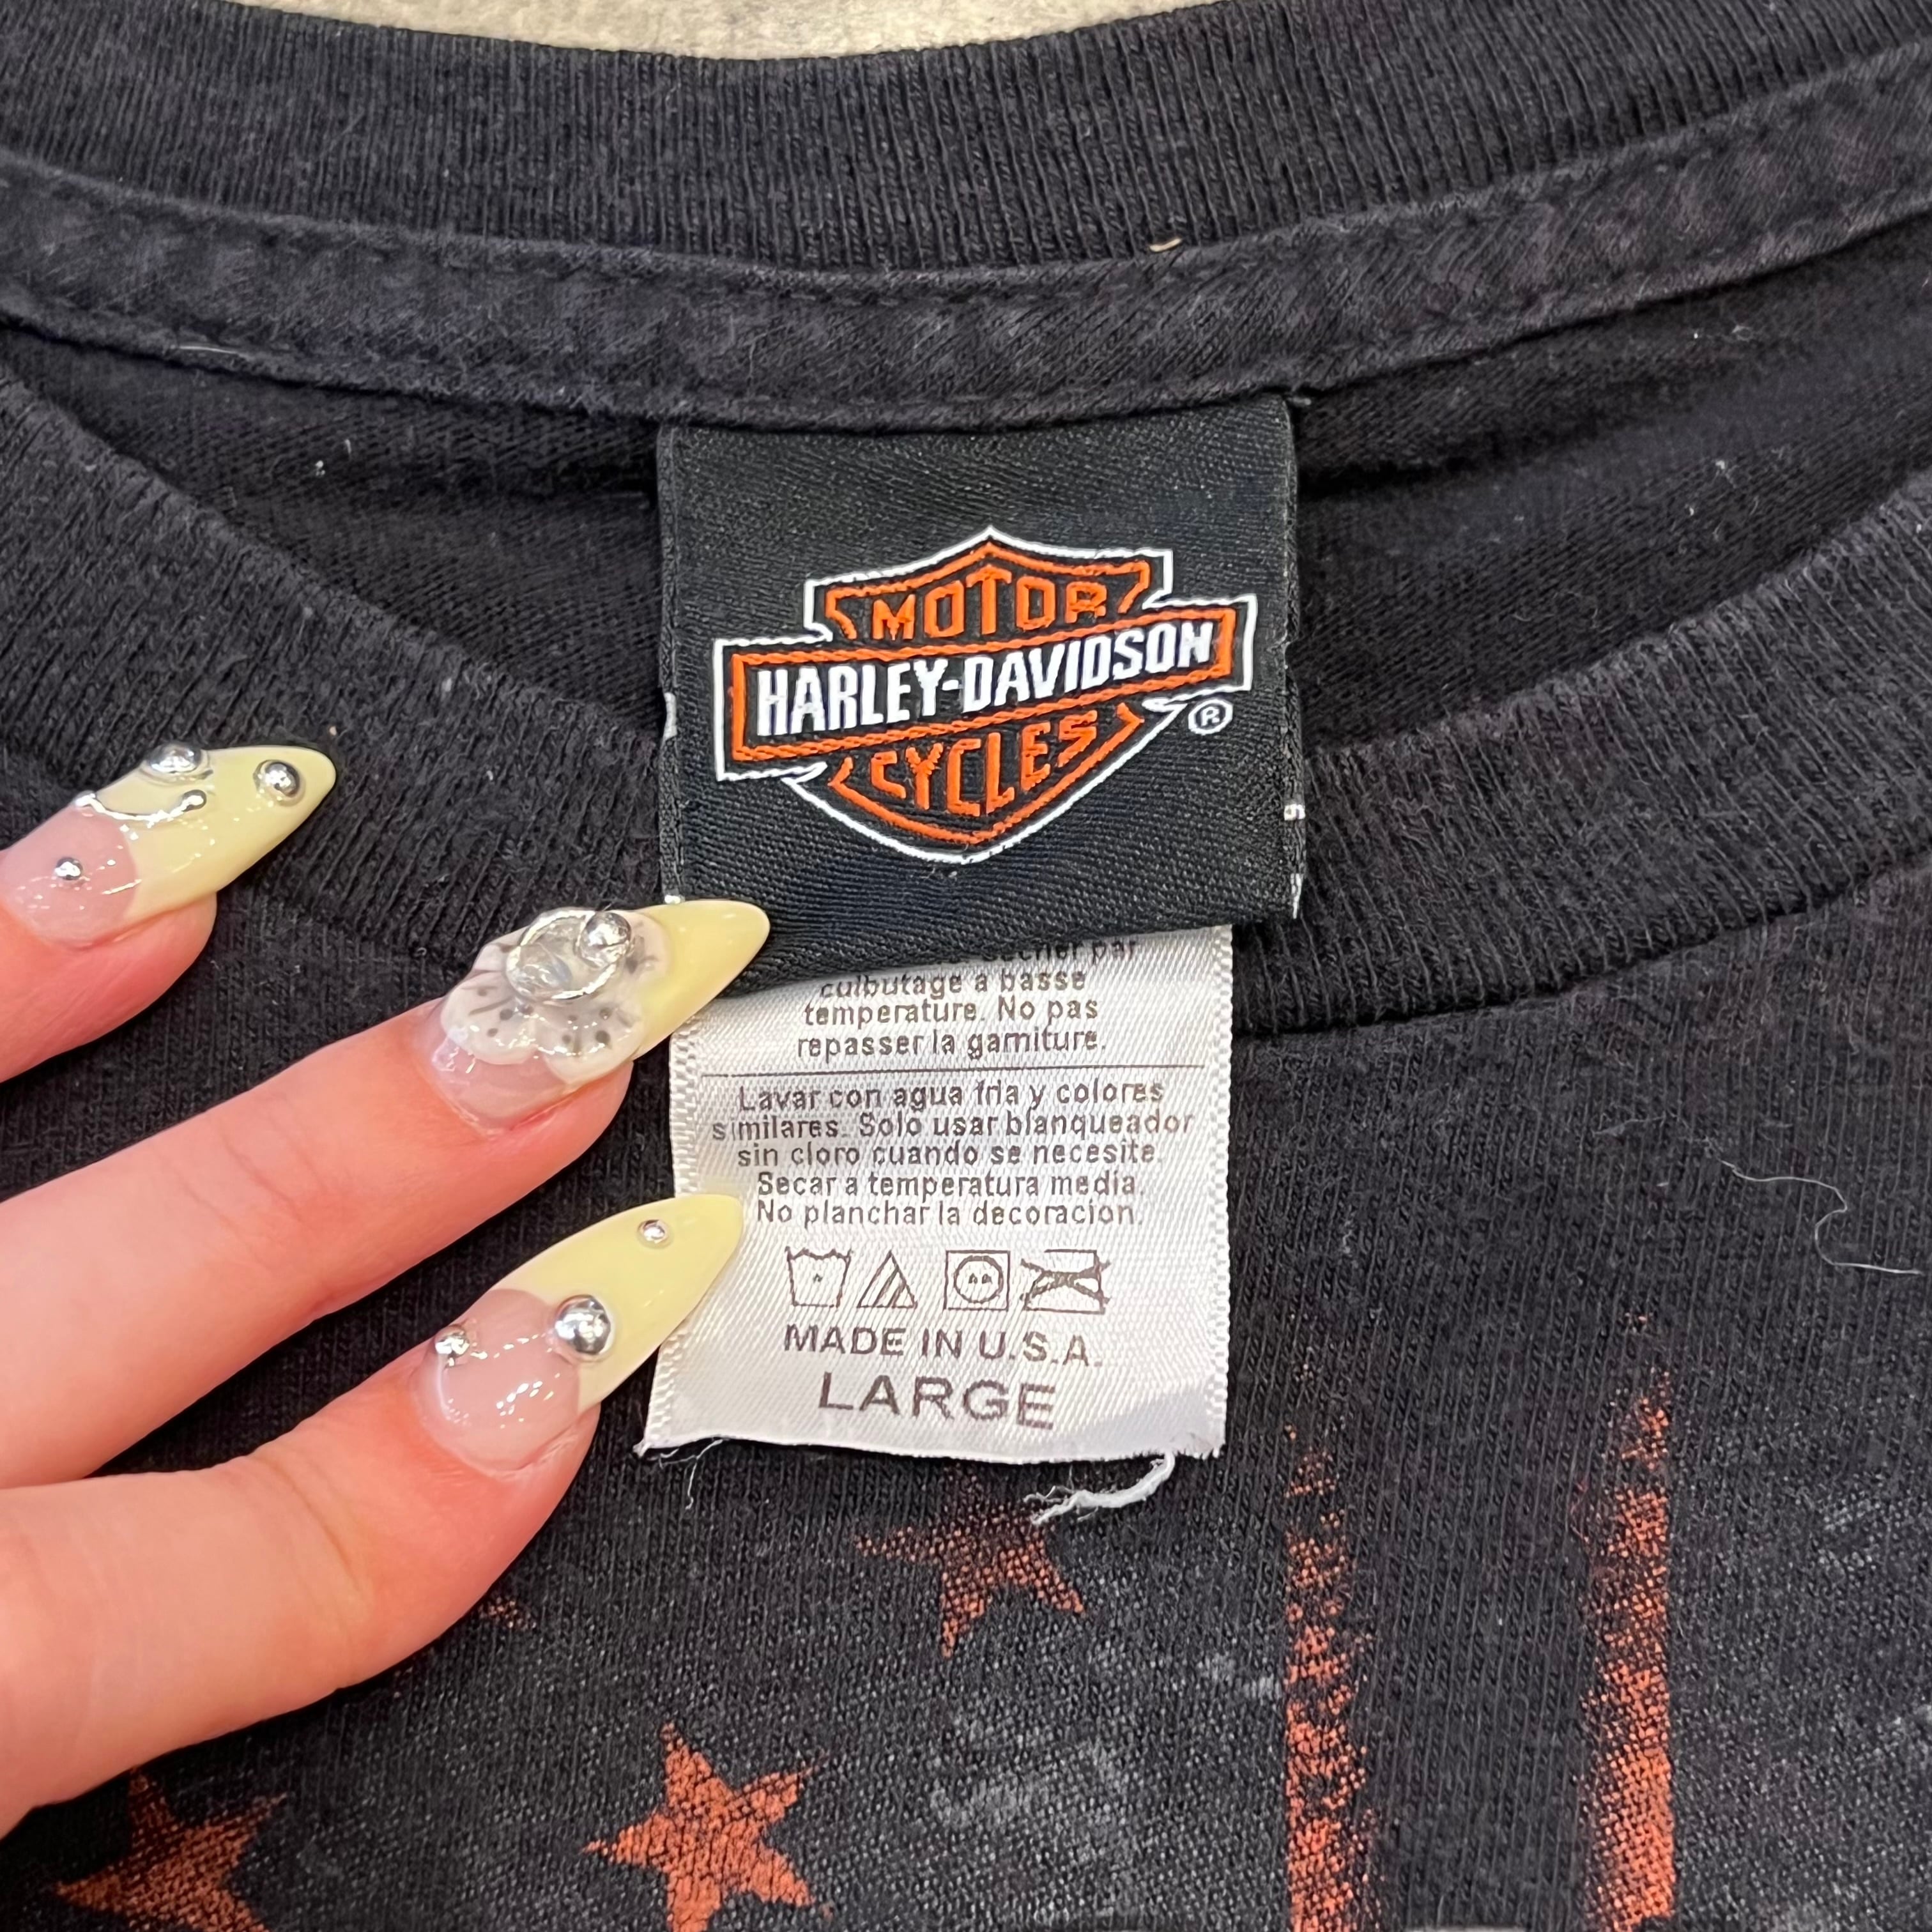 MOTOR
HARLEY-DAVIDSON
®
CYCLES
par
culbutage a basse
temperature. No pas
repasser la garniture.
Lavar con agua fria y colores
similares. Solo usar blanqueador
sin cloro cuando se necesite.
Secar a temperatura media.
No planchar la decoracion.
MADE IN U.S.A.
LARGE